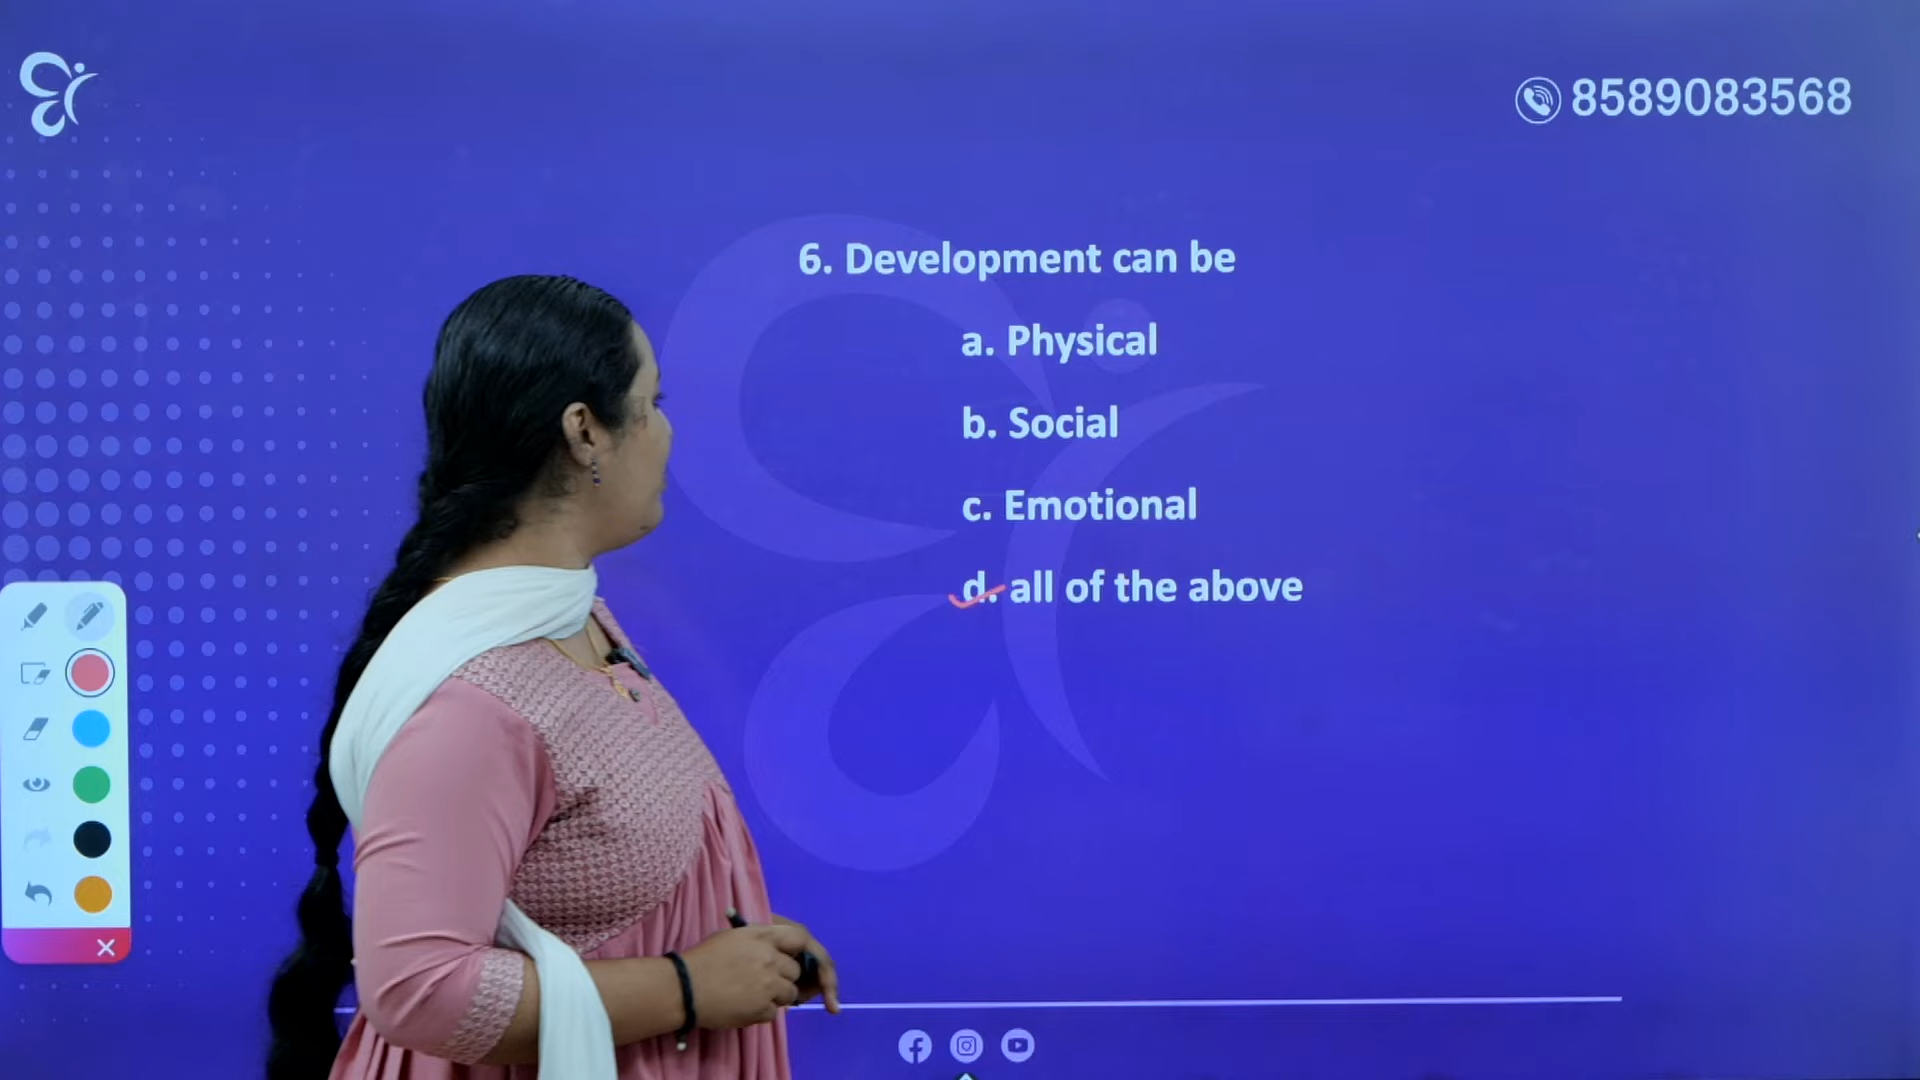 8589083568
6. Development can be
a. Physical
b. Social
c. Emotional
d. all of the above